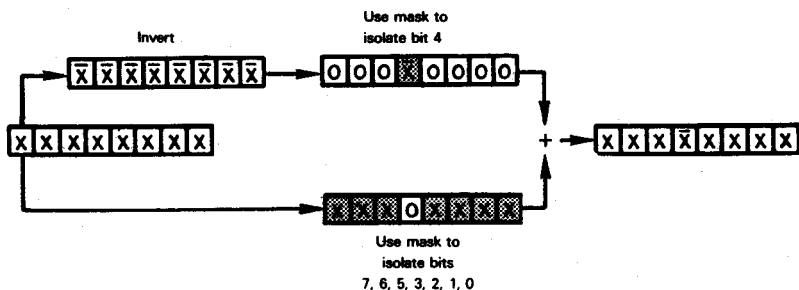 Use mask to
isolate bit 4
Invert
X̅ X̅ X̅ X̅ X̅ X̅ X̅ X̅
0 0 0 X̅ 0 0 0 0
X X X X X X X X
+
X X X X̅ X X X X
X X X 0 X X X X
Use mask to
isolate bits
7, 6, 5, 3, 2, 1, 0